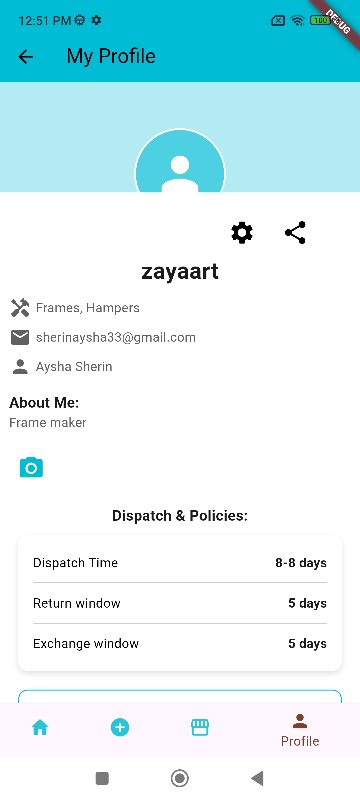 12:51 PM
100
DEBUG
My Profile
zayaart
Frames, Hampers
sherinaysha33@gmail.com
Aysha Sherin
About Me:
Frame maker
Dispatch & Policies:
Dispatch Time 8-8 days
Return window 5 days
Exchange window 5 days
Profile